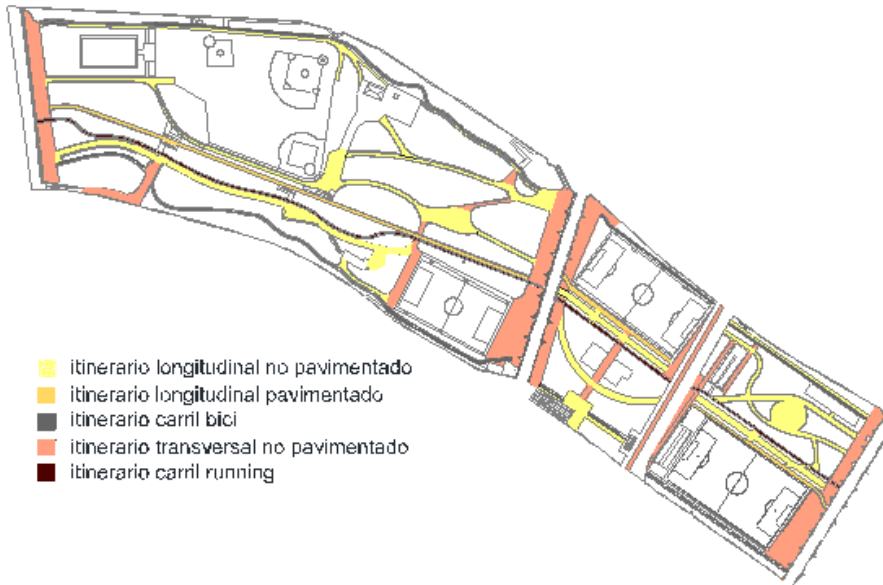 itinerario longitudinal no pavimentado
itinerario longitudinal pavimentado
itinerario carril bici
itinerario transversal no pavimentado
itinerario carril running